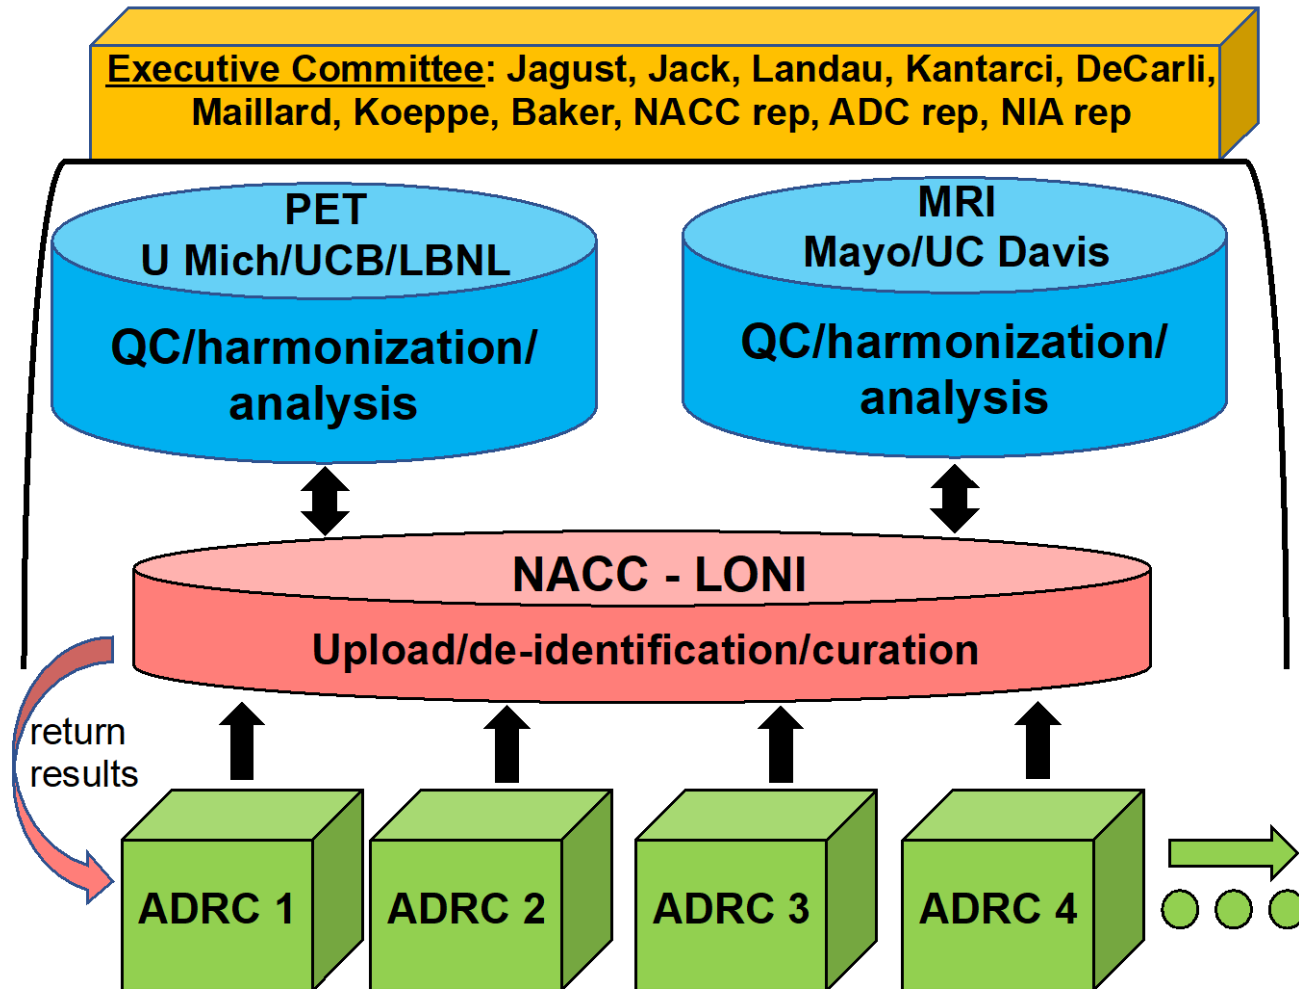 Executive Committee: Jagust, Jack, Landau, Kantarci, DeCarli,
Maillard, Koeppe, Baker, NACC rep, ADC rep, NIA rep
PET
U Mich/UCB/LBNL
QC/harmonization/
analysis
MRI
Mayo/UC Davis
QC/harmonization/
analysis
NACC - LONI
Upload/de-identification/curation
return
results
ADRC 1
ADRC 2
ADRC 3
ADRC 4